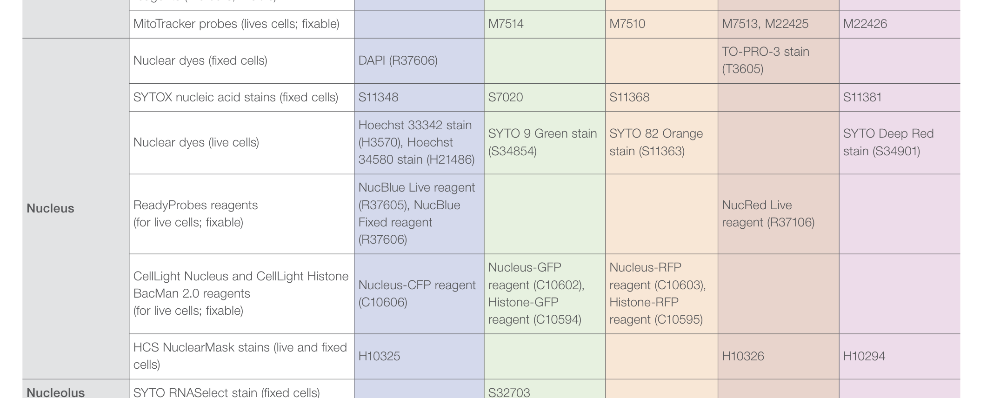 MitoTracker probes (lives cells; fixable)
M7514
M7510
M7513, M22425
M22426
Nucleus
Nuclear dyes (fixed cells)
DAPI (R37606)
TO-PRO-3 stain
(T3605)
SYTOX nucleic acid stains (fixed cells)
S11348
S7020
S11368
S11381
Nuclear dyes (live cells)
Hoechst 33342 stain
(H3570), Hoechst
34580 stain (H21486)
SYTO 9 Green stain
(S34854)
SYTO 82 Orange
stain (S11363)
SYTO Deep Red
stain (S34901)
ReadyProbes reagents
(for live cells; fixable)
NucBlue Live reagent
(R37605), NucBlue
Fixed reagent
(R37606)
NucRed Live
reagent (R37106)
CellLight Nucleus and CellLight Histone
BacMan 2.0 reagents
(for live cells; fixable)
Nucleus-CFP reagent
(C10606)
Nucleus-GFP
reagent (C10602),
Histone-GFP
reagent (C10594)
Nucleus-RFP
reagent (C10603),
Histone-RFP
reagent (C10595)
HCS NuclearMask stains (live and fixed
cells)
H10325
H10326
H10294
Nucleolus
SYTO RNASelect stain (fixed cells)
S32703